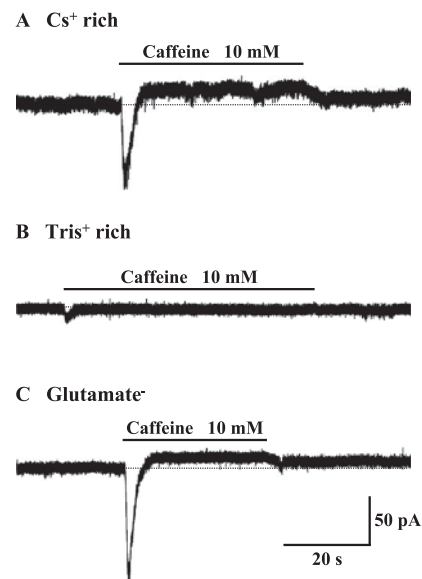 A Cs⁺ rich
Caffeine 10 mM
B Tris⁺ rich
Caffeine 10 mM
C Glutamate⁻
Caffeine 10 mM
50 pA
20 s